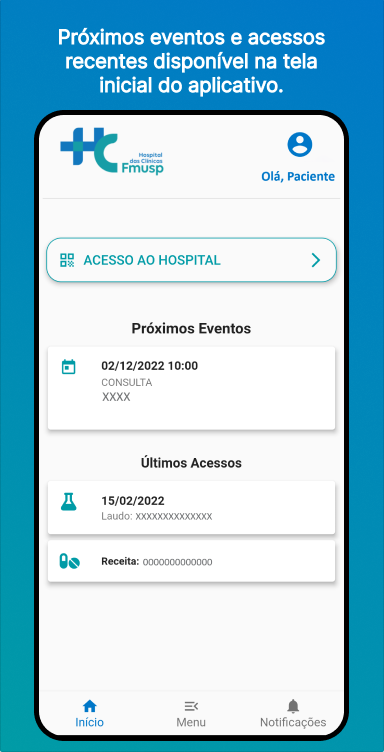 Próximos eventos e acessos
recentes disponível na tela
inicial do aplicativo.
Hospital
das Clínicas
Fmusp
Olá, Paciente
ACESSO AO HOSPITAL
Próximos Eventos
02/12/2022 10:00
CONSULTA
XXXX
Últimos Acessos
15/02/2022
Laudo: XXXXXXXXXXXXXX
Receita: 0000000000000
Início
Menu
Notificações